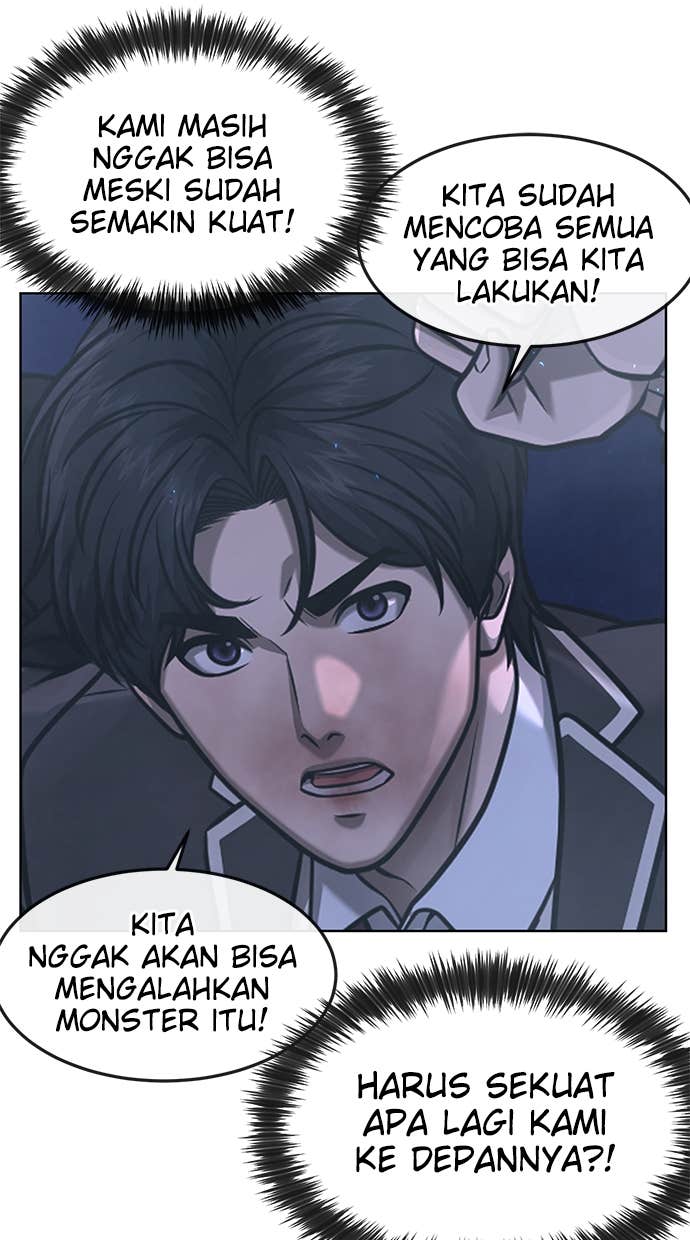 KAMI MASIH
NGGAK BISA
MESKI SUDAH
SEMAKIN KUAT!
KITA SUDAH
MENCOBA SEMUA
YANG BISA KITA
LAKUKAN!
KITA
NGGAK AKAN BISA
MENGALAHKAN
MONSTER ITU!
HARUS SEKUAT
APA LAGI KAMI
KE DEPANNYA?!